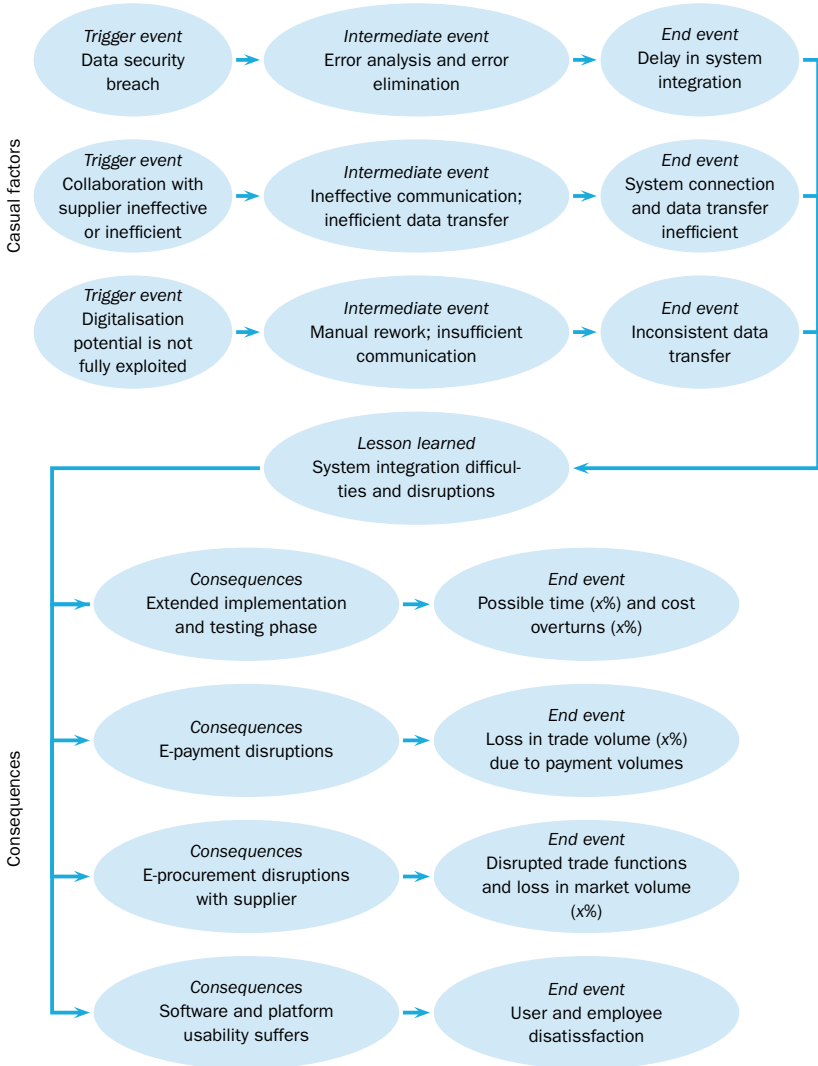 Trigger event
Data security
breach
Intermediate event
Error analysis and error
elimination
End event
Delay in system
integration
Casual factors
Trigger event
Collaboration with
supplier ineffective
or inefficient
Intermediate event
Ineffective communication;
inefficient data transfer
End event
System connection
and data transfer
inefficient
Trigger event
Digitalisation
potential is not
fully exploited
Intermediate event
Manual rework; insufficient
communication
End event
Inconsistent data
transfer
Lesson learned
System integration difficul-
ties and disruptions
Consequences
Consequences
Extended implementation
and testing phase
End event
Possible time (x%) and cost
overturns (x%)
Consequences
E-payment disruptions
End event
Loss in trade volume (x%)
due to payment volumes
Consequences
E-procurement disruptions
with supplier
End event
Disrupted trade functions
and loss in market volume
(x%)
Consequences
Software and platform
usability suffers
End event
User and employee
disatissfaction